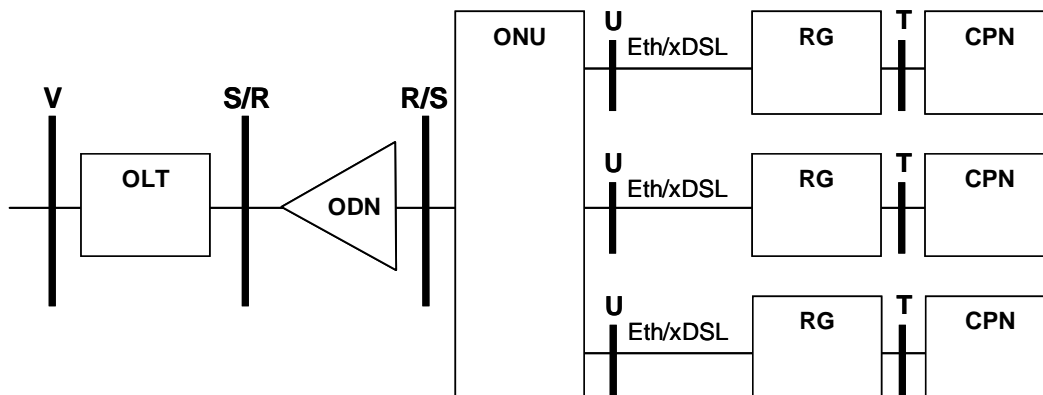 ONU
U
Eth/xDSL
RG
T
CPN
V
S/R
R/S
OLT
ODN
U
Eth/xDSL
RG
T
CPN
U
Eth/xDSL
RG
T
CPN